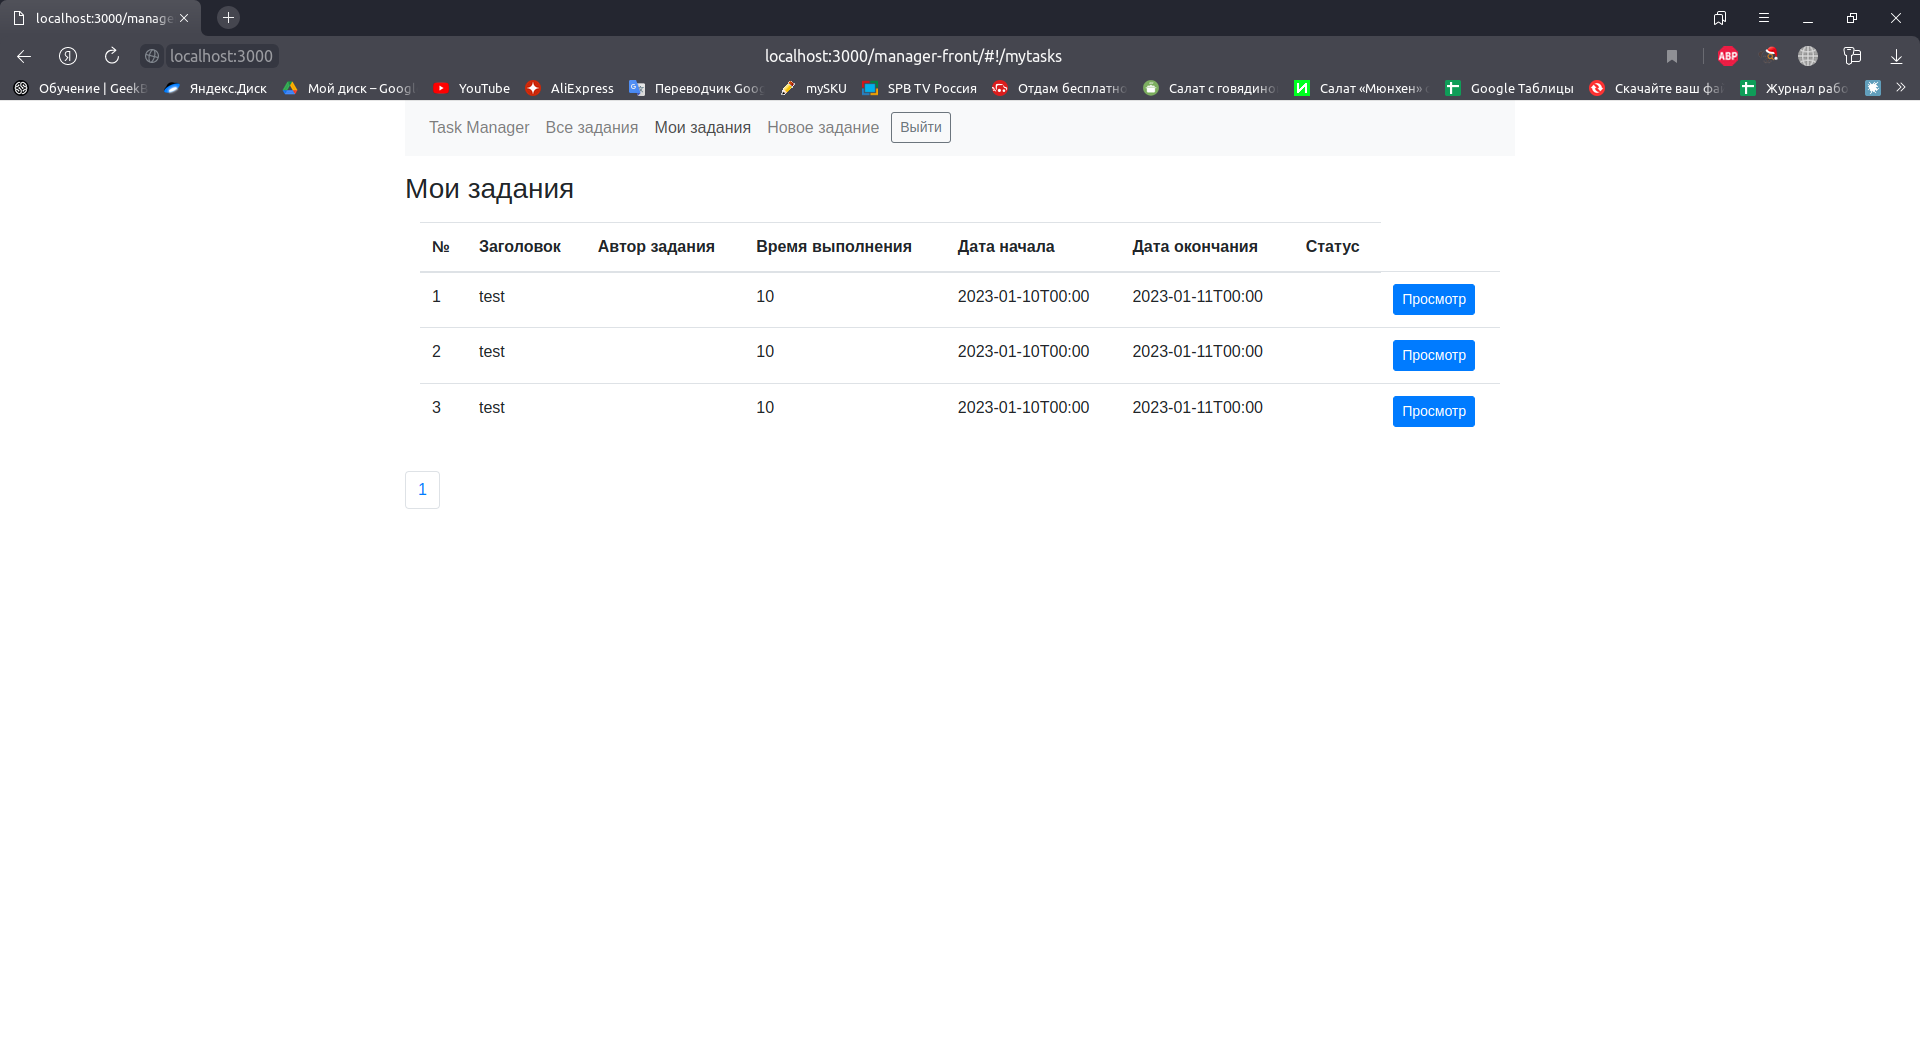 localhost:3000/manage
localhost:3000
localhost:3000/manager-front/#!/mytasks
ABP
Обучение | GeekB Яндекс.Диск Мой диск – Googl YouTube AliExpress Переводчик Goog mySKU SPB TV Россия Отдам бесплатно Салат с говядино Салат «Мюнхен» с Google Таблицы Скачайте ваш фай Журнал рабо
Task Manager Все задания Мои задания Новое задание Выйти
Мои задания
№ Заголовок Автор задания Время выполнения Дата начала Дата окончания Статус
1 test 10 2023-01-10T00:00 2023-01-11T00:00 Просмотр
2 test 10 2023-01-10T00:00 2023-01-11T00:00 Просмотр
3 test 10 2023-01-10T00:00 2023-01-11T00:00 Просмотр
1